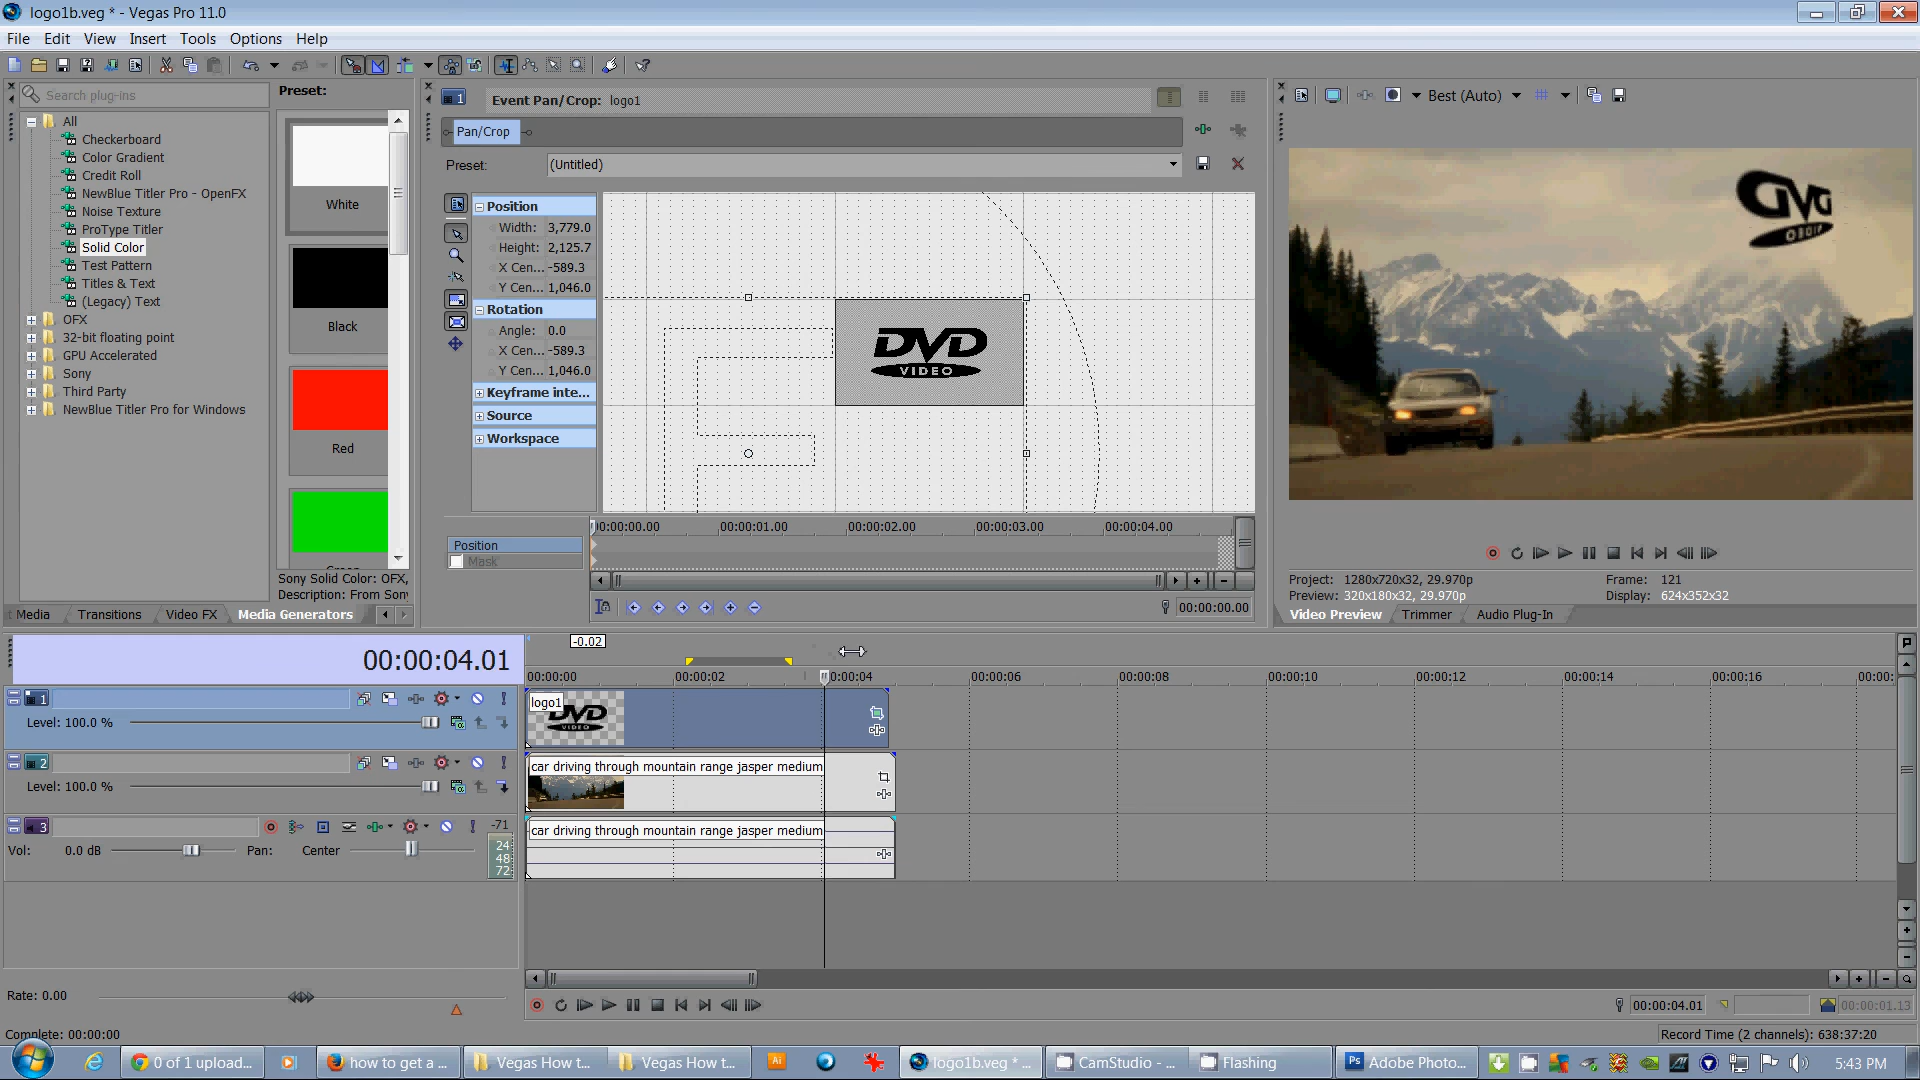 logo1b.veg * - Vegas Pro 11.0
File Edit View Insert Tools Options Help
Search plug-ins
Preset:
All
Checkerboard
Color Gradient
Credit Roll
NewBlue Titler Pro - OpenFX
Noise Texture
ProType Titler
Solid Color
Test Pattern
Titles & Text
(Legacy) Text
OFX
32-bit floating point
GPU Accelerated
Sony
Third Party
NewBlue Titler Pro for Windows
White
Black
Red
Sony Solid Color: OFX,
Description: From Sony
Media Transitions Video FX Media Generators
1 Event Pan/Crop: logo1
Pan/Crop
Preset: (Untitled)
Position
Width: 3,779.0
Height: 2,125.7
X Cen... -589.3
Y Cen... 1,046.0
Rotation
Angle: 0.0
X Cen... -589.3
Y Cen... 1,046.0
Keyframe inte...
Source
Workspace
DVD
VIDEO
00:00:00.00 00:00:01.00 00:00:02.00 00:00:03.00 00:00:04.00
Position
Mask
00:00:00.00
Best (Auto)
Project: 1280x720x32, 29.970p
Preview: 320x180x32, 29.970p
Frame: 121
Display: 624x352x32
Video Preview Trimmer Audio Plug-In
-0.02
00:00:04.01
00:00:00 00:00:02 00:00:04 00:00:06 00:00:08 00:00:10 00:00:12 00:00:14 00:00:16 00:00:
1
Level: 100.0 %
logo1
DVD
VIDEO
2
Level: 100.0 %
car driving through mountain range jasper medium
3
-71
Vol: 0.0 dB Pan: Center
24
48
72
car driving through mountain range jasper medium
Rate: 0.00
00:00:04.01
00:00:01.13
Complete: 00:00:00
Record Time (2 channels): 638:37:20
0 of 1 upload...
how to get a ...
Vegas How t...
Vegas How t...
Ai
logo1b.veg * ...
CamStudio - ...
Flashing
Ps
Adobe Photo...
5:43 PM